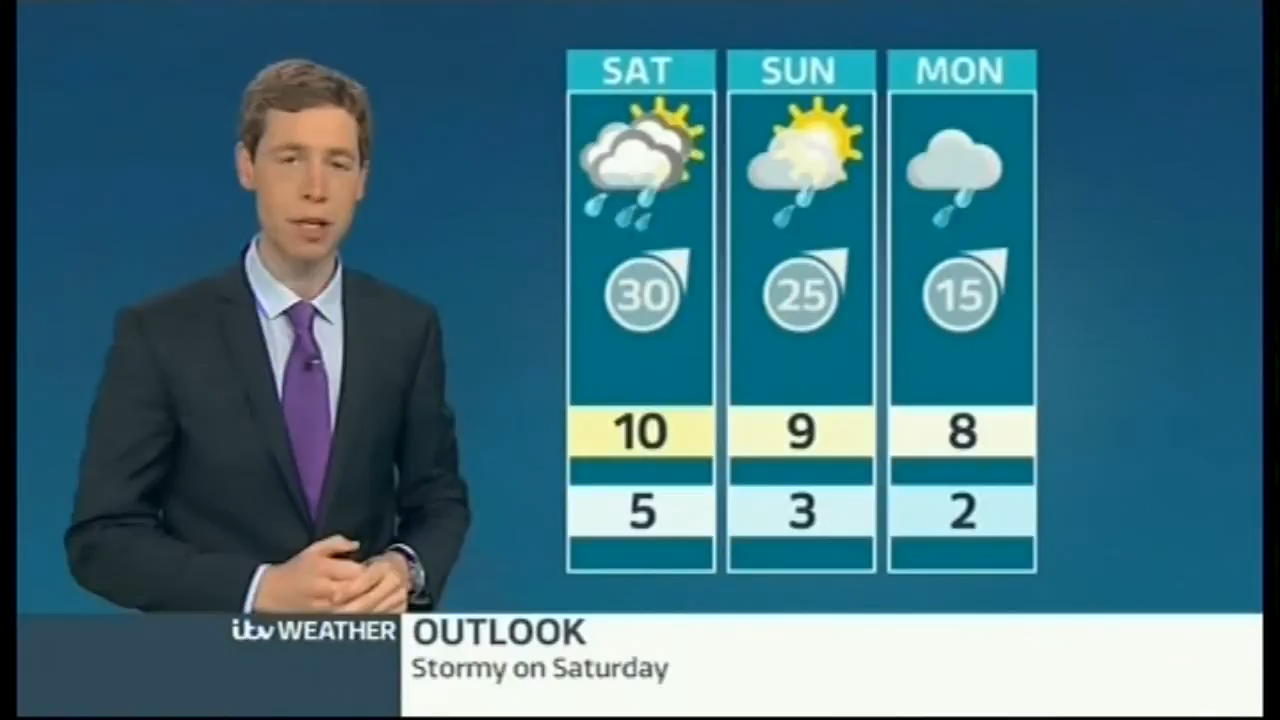 SAT SUN MON
30 25 15
10 9 8
5 3 2
itv WEATHER
OUTLOOK
Stormy on Saturday